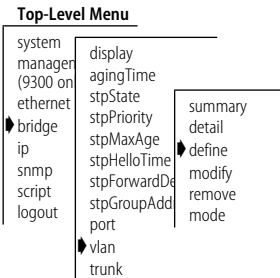 Top-Level Menu
system
managen
(9300 on
ethernet
bridge
ip
snmp
script
logout
display
agingTime
stpState
stpPriority
stpMaxAge
stpHelloTime
stpForwardDe
stpGroupAddr
port
vlan
trunk
summary
detail
define
modify
remove
mode